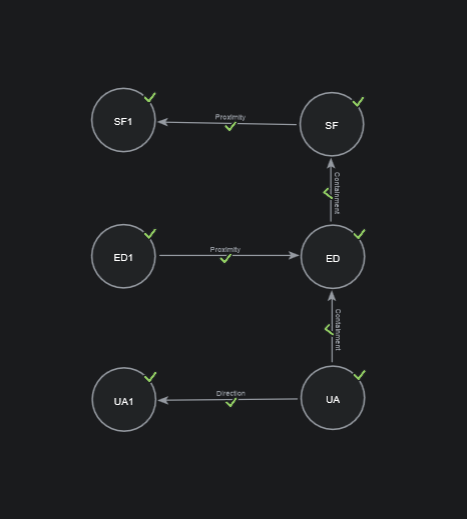 SF1
Proximity
SF
Containment
ED1
Proximity
ED
Containment
UA1
Direction
UA